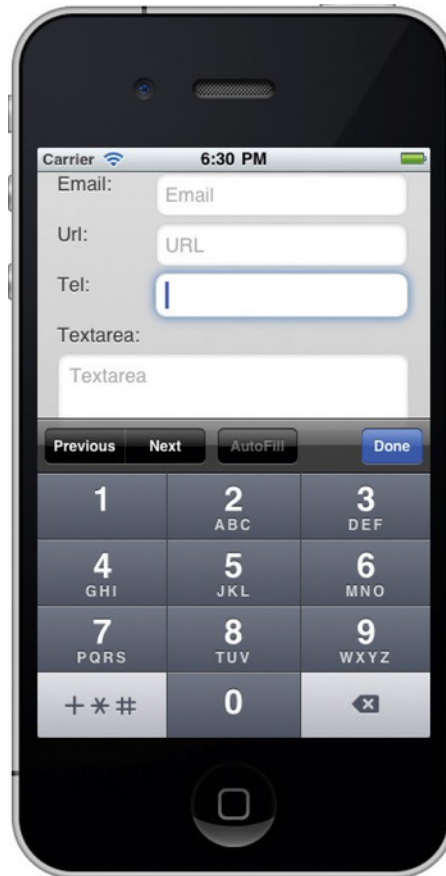 Carrier 6:30 PM
Email: Email
Url: URL
Tel:
Textarea:
Textarea
Previous Next AutoFill Done
1 2 3
ABC DEF
4 5 6
GHI JKL MNO
7 8 9
PQRS TUV WXYZ
+*# 0